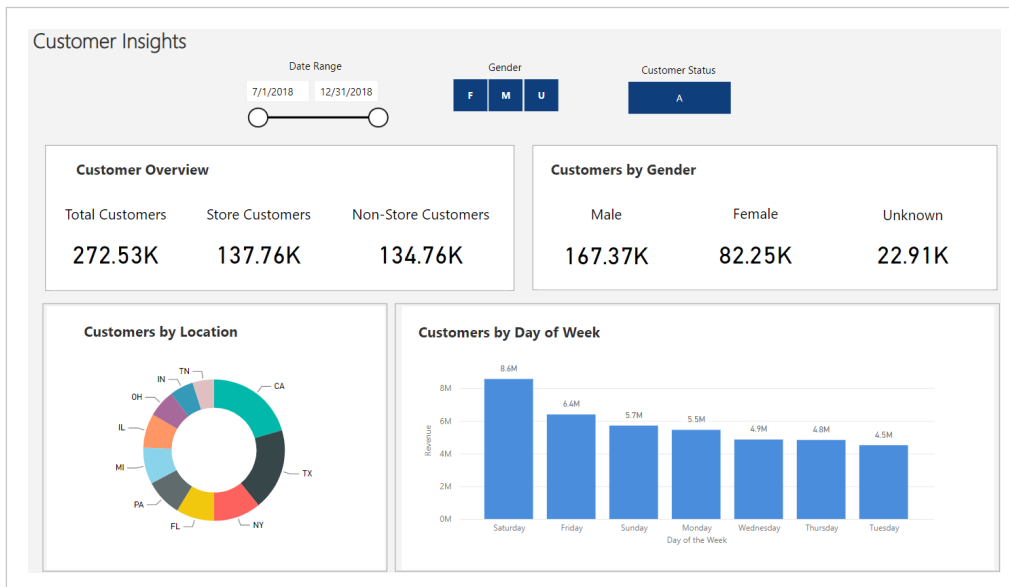 Customer Insights
Date Range
7/1/2018 12/31/2018
Gender
F M U
Customer Status
A
Customer Overview
Total Customers Store Customers Non-Store Customers
272.53K 137.76K 134.76K
Customers by Gender
Male Female Unknown
167.37K 82.25K 22.91K
Customers by Location
TN
IN
CA
OH
IL
TX
MI
PA
FL
NY
Customers by Day of Week
8.6M
8M
6.4M
6M
5.7M
5.5M
4.9M
4.8M
4.5M
Revenue
4M
2M
0M
Saturday Friday Sunday Monday Wednesday Thursday Tuesday
Day of the Week